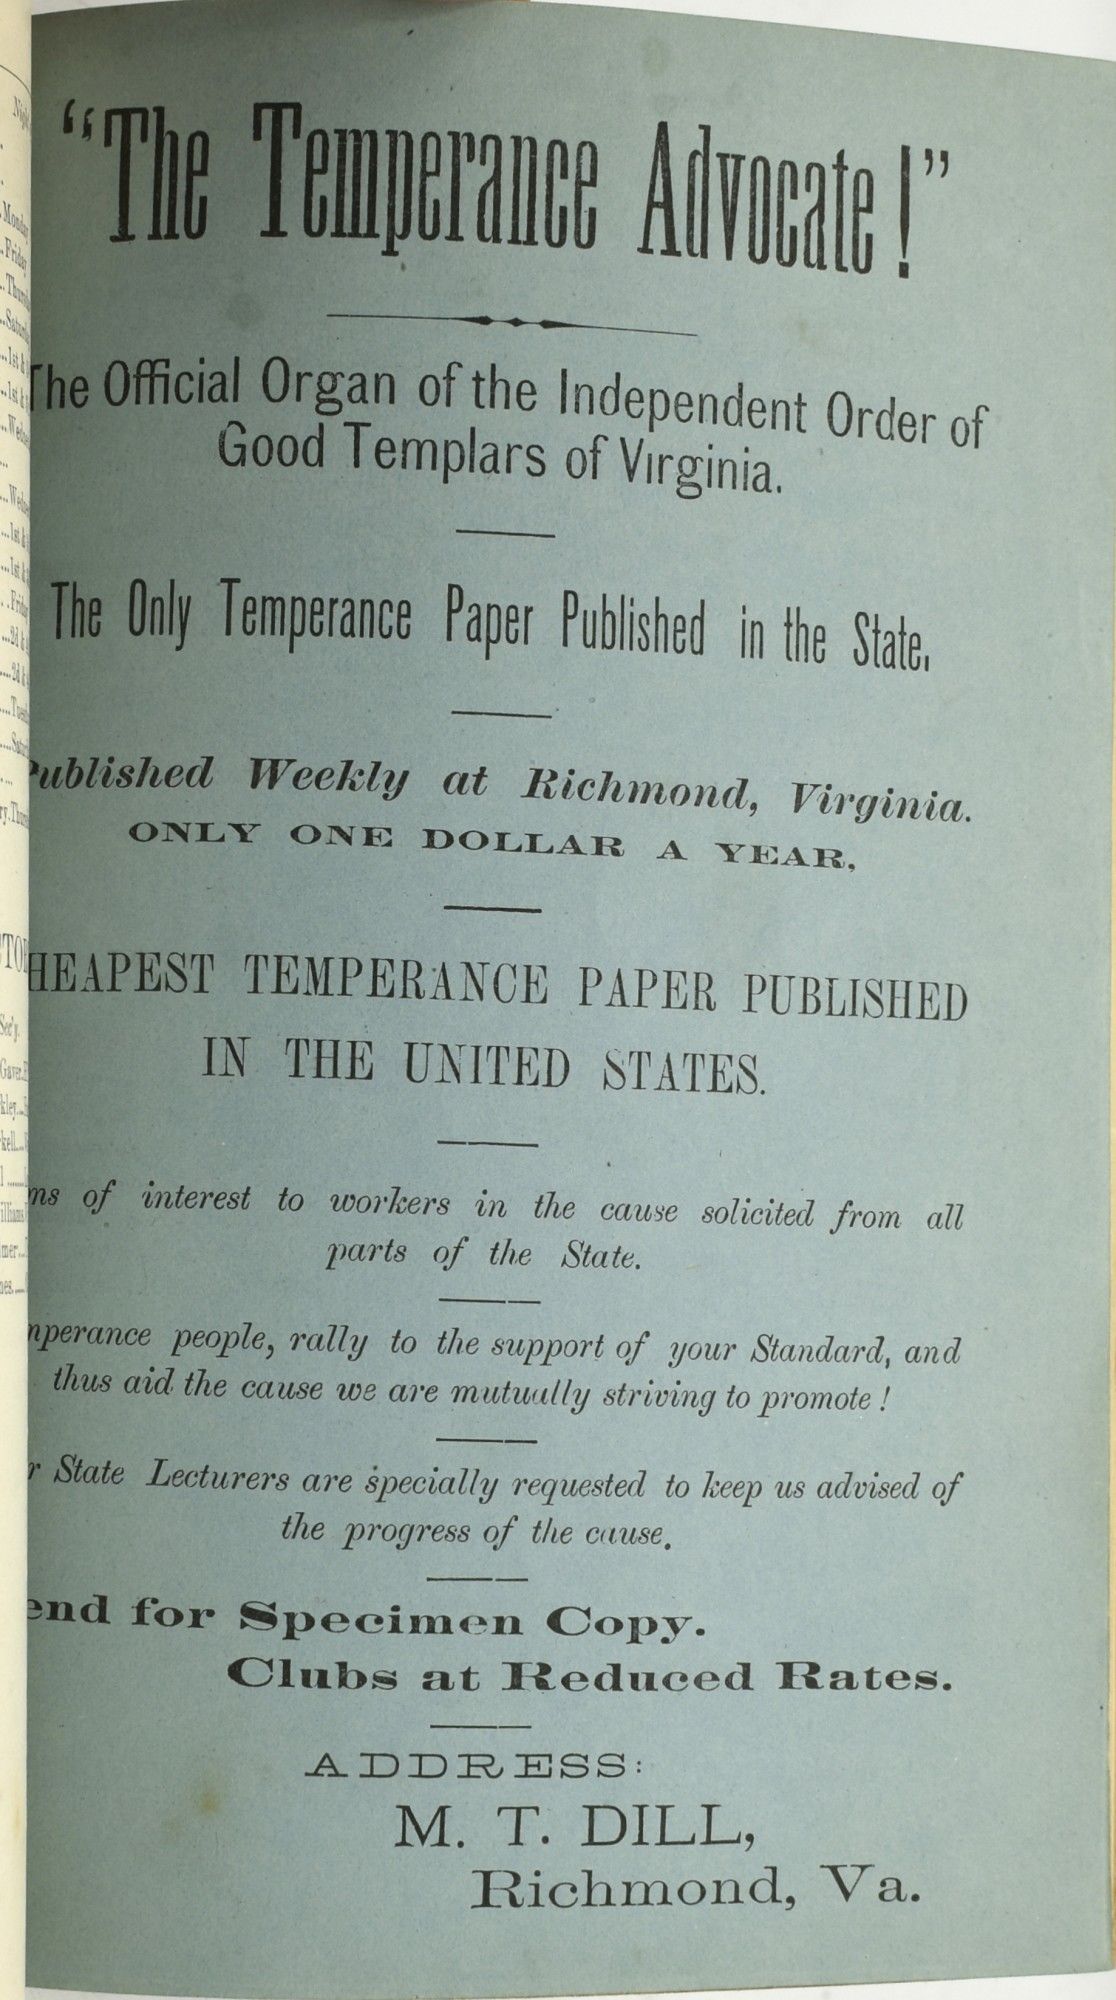 "The Temperance Advocate!"
The Official Organ of the Independent Order of
Good Templars of Virginia.
The Only Temperance Paper Published in the State.
Published Weekly at Richmond, Virginia.
ONLY ONE DOLLAR A YEAR,
HEAPEST TEMPERANCE PAPER PUBLISHED
IN THE UNITED STATES.
ms of interest to workers in the cause solicited from all
parts of the State.
mperance people, rally to the support of your Standard, and
thus aid the cause we are mutually striving to promote!
r State Lecturers are specially requested to keep us advised of
the progress of the cause.
end for Specimen Copy.
Clubs at Reduced Rates.
ADDRESS:
M. T. DILL,
Richmond, Va.